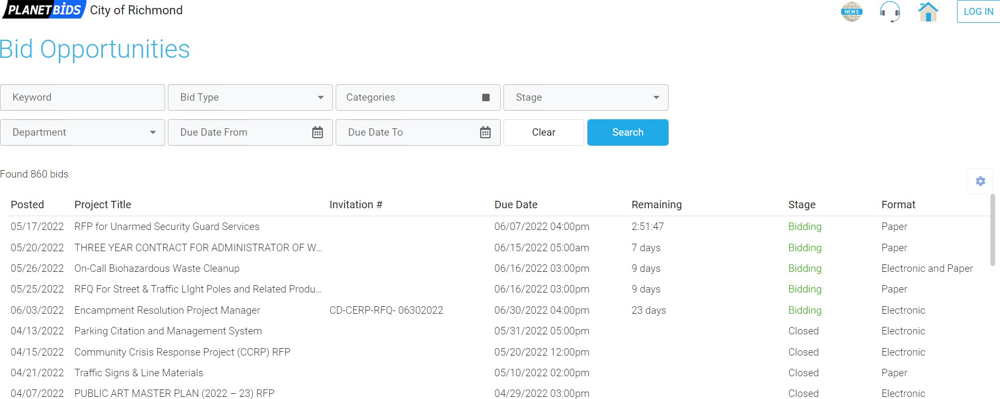 PLANETBIDS City of Richmond NEWS LOG IN
Bid Opportunities
Keyword Bid Type Categories Stage
Department Due Date From Due Date To Clear Search
Found 860 bids
Posted Project Title Invitation # Due Date Remaining Stage Format
05/17/2022 RFP for Unarmed Security Guard Services 06/07/2022 04:00pm 2:51:47 Bidding Paper
05/20/2022 THREE YEAR CONTRACT FOR ADMINISTRATOR OF W... 06/15/2022 05:00am 7 days Bidding Paper
05/26/2022 On-Call Biohazardous Waste Cleanup 06/16/2022 03:00pm 9 days Bidding Electronic and Paper
05/25/2022 RFQ For Street & Traffic LIght Poles and Related Produ... 06/16/2022 03:00pm 9 days Bidding Paper
06/03/2022 Encampment Resolution Project Manager CD-CERP-RFQ- 06302022 06/30/2022 04:00pm 23 days Bidding Electronic
04/13/2022 Parking Citation and Management System 05/31/2022 05:00pm Closed Electronic
04/15/2022 Community Crisis Response Project (CCRP) RFP 05/20/2022 12:00pm Closed Electronic
04/21/2022 Traffic Signs & Line Materials 05/10/2022 02:00pm Closed Paper
04/07/2022 PUBLIC ART MASTER PLAN (2022 – 23) RFP 04/29/2022 03:00pm Closed Electronic